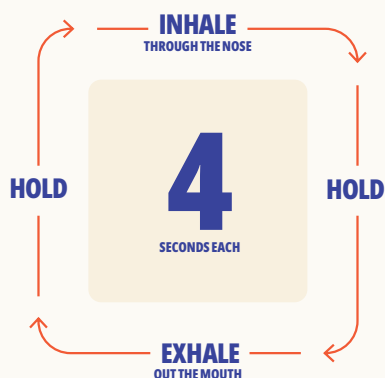 INHALE
THROUGH THE NOSE
HOLD
4
HOLD
SECONDS EACH
EXHALE
OUT THE MOUTH